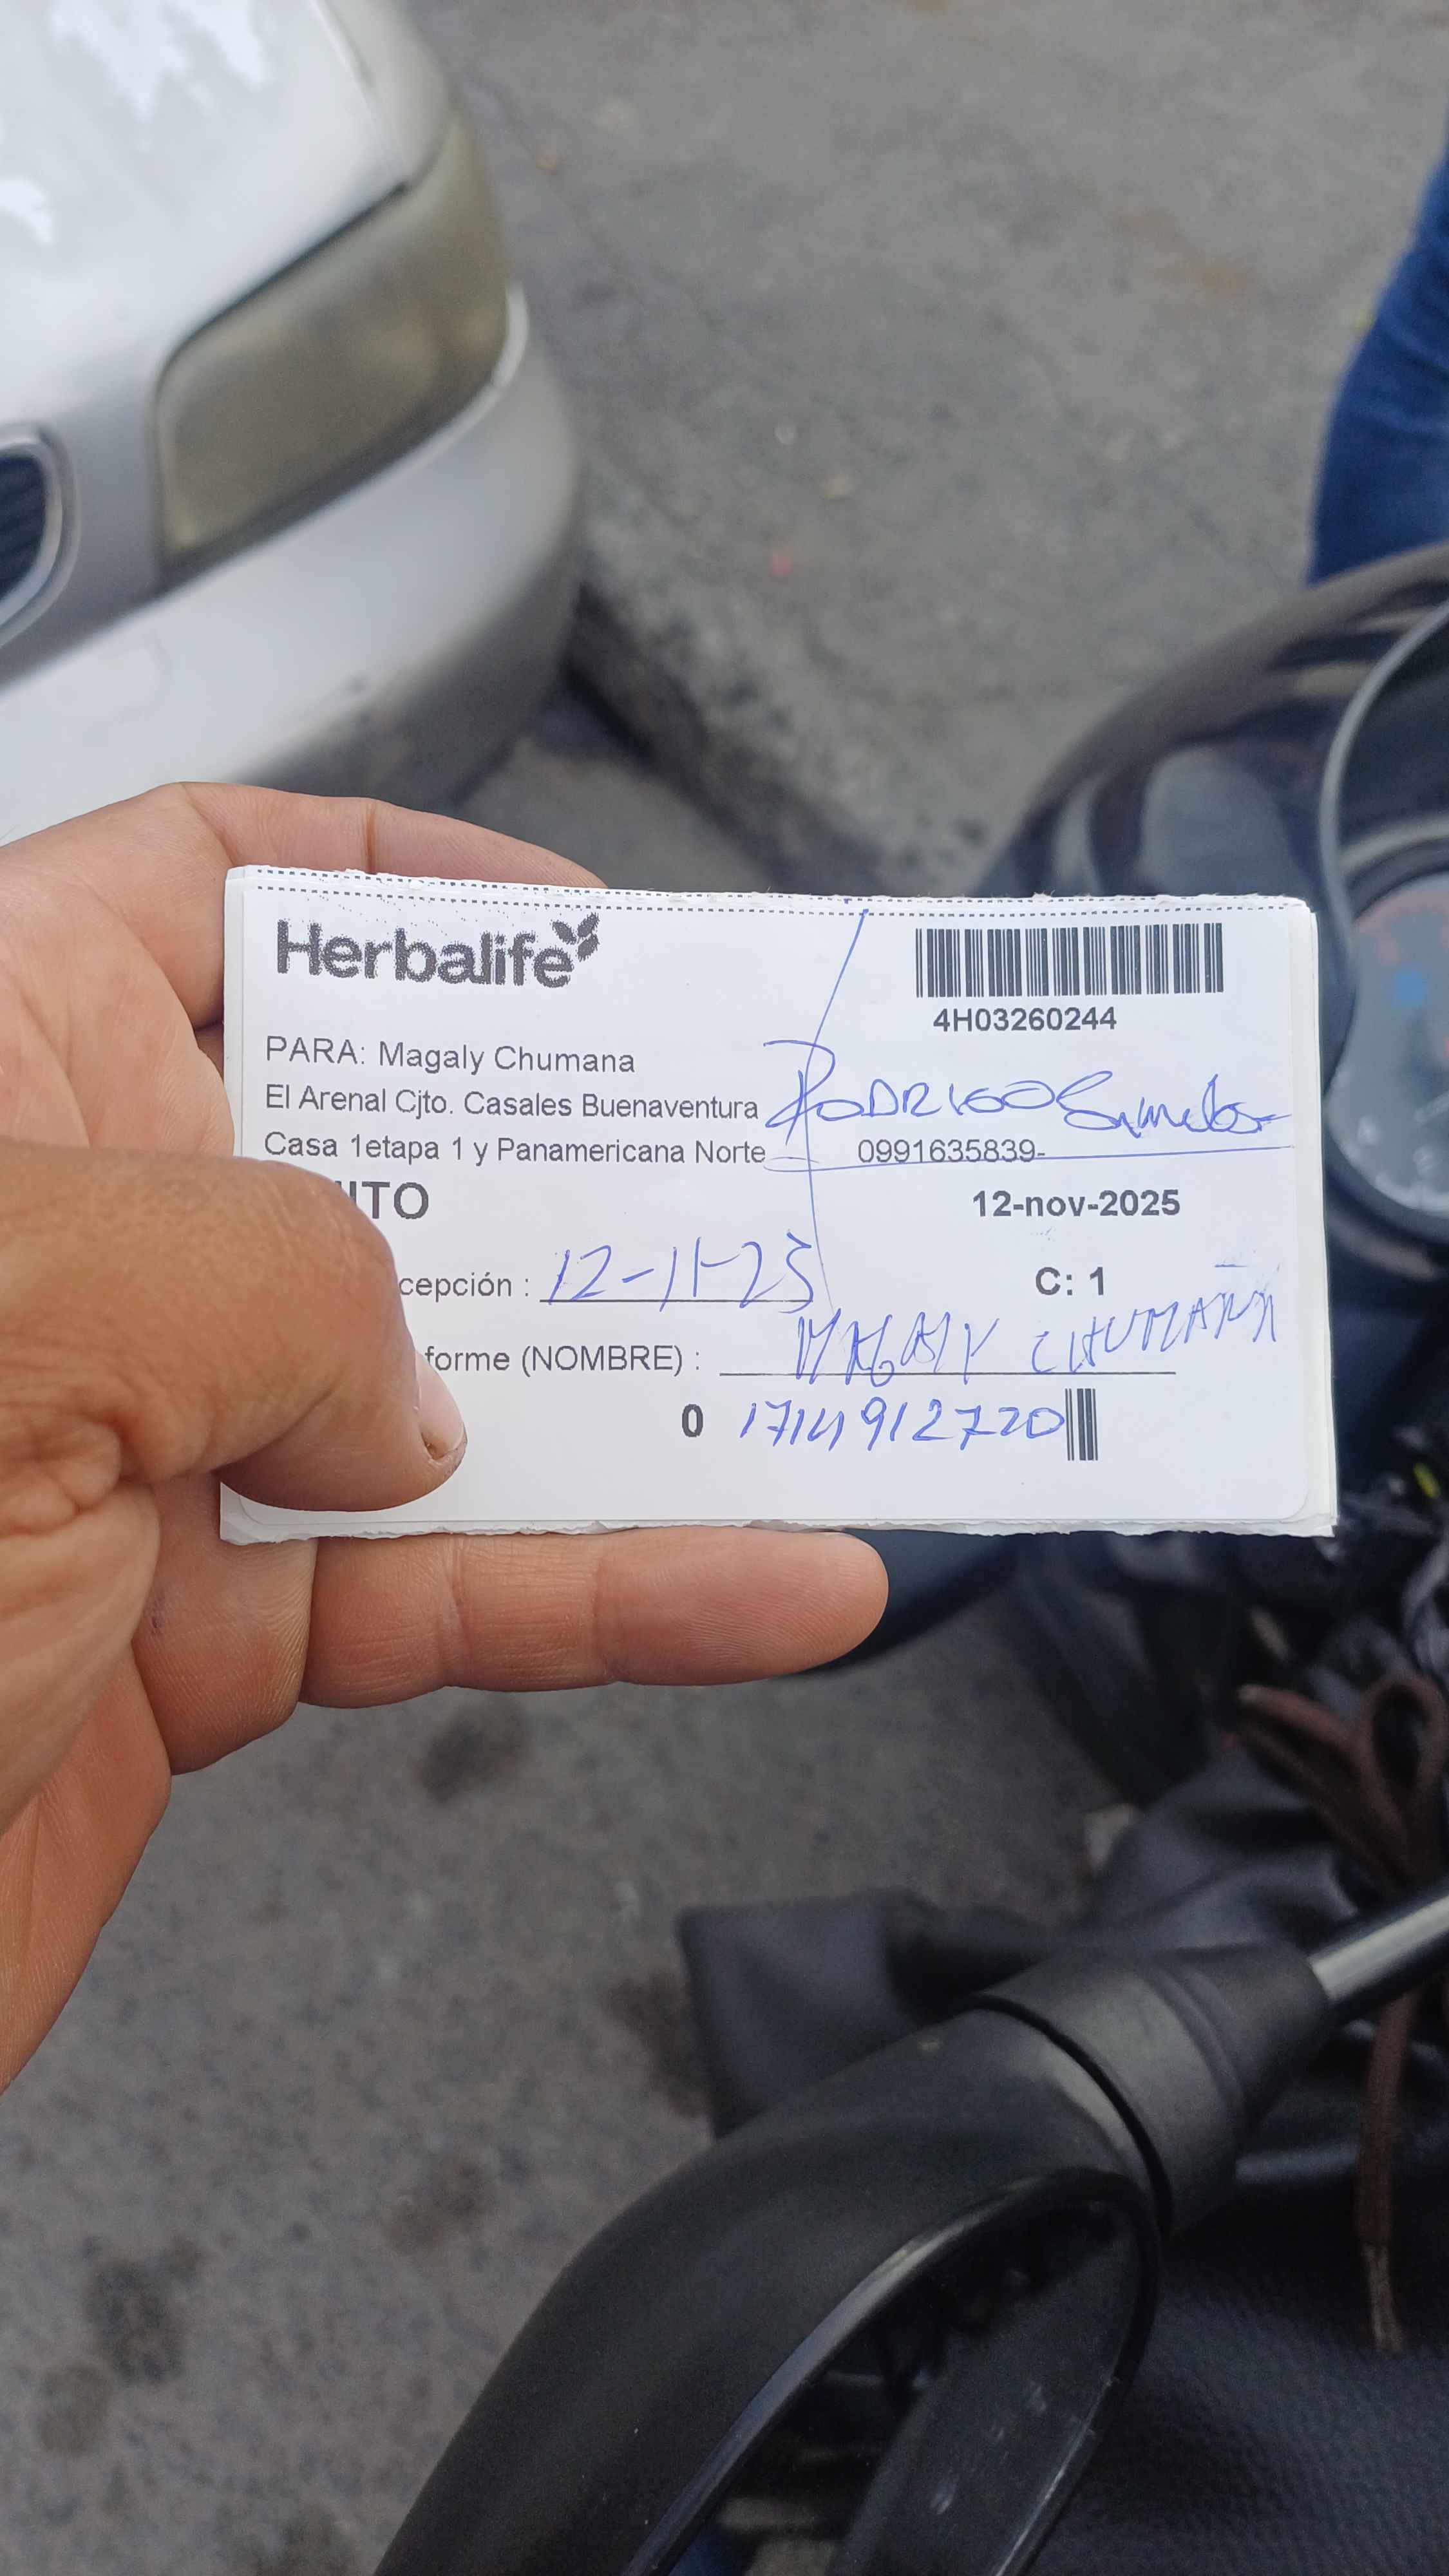 Herbalife
4H03260244
PARA: Magaly Chumana
El Arenal Cjto. Casales Buenaventura RODRIGO
Casa 1etapa 1 y Panamericana Norte 0991635839-
ITO 12-nov-2025
cepción : 12-11-25
C: 1
forme (NOMBRE) : MAGALY CHUMANA
0 1714912720